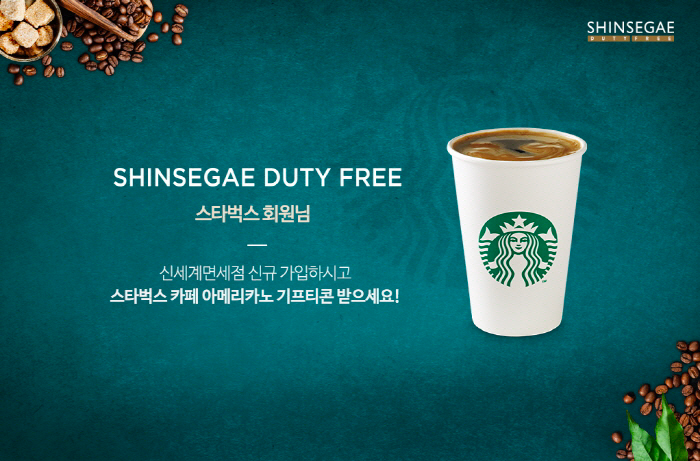 SHINSEGAE
DUTY FREE
SHINSEGAE DUTY FREE
스타벅스 회원님
신세계면세점 신규 가입하시고
스타벅스 카페 아메리카노 기프티콘 받으세요!